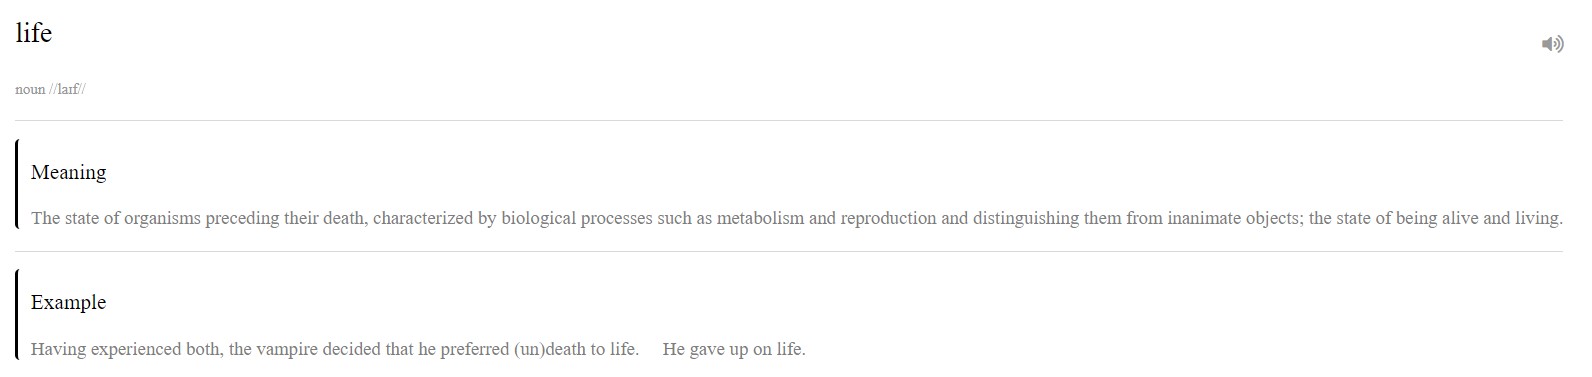 life
noun //laɪf//
Meaning
The state of organisms preceding their death, characterized by biological processes such as metabolism and reproduction and distinguishing them from inanimate objects; the state of being alive and living.
Example
Having experienced both, the vampire decided that he preferred (un)death to life.  He gave up on life.